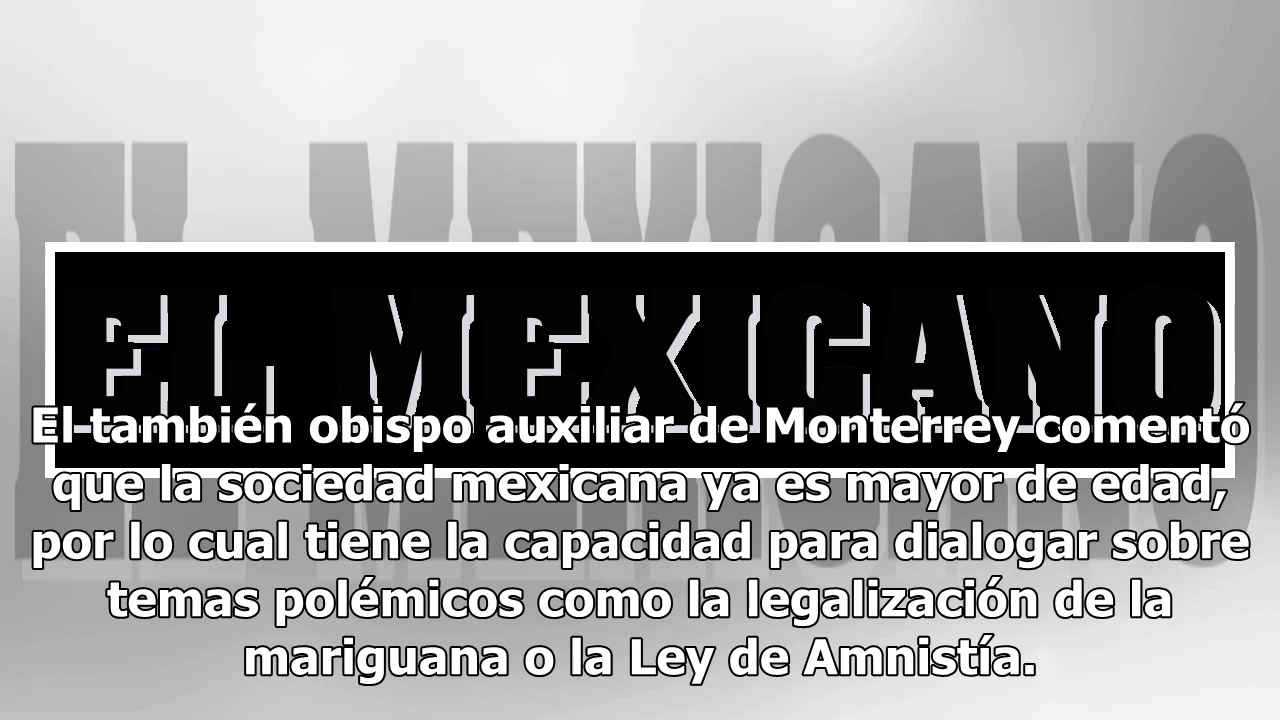 EL MEXICANO
EL MEXICANO
El también obispo auxiliar de Monterrey comentó
que la sociedad mexicana ya es mayor de edad,
por lo cual tiene la capacidad para dialogar sobre
temas polémicos como la legalización de la
mariguana o la Ley de Amnistía.